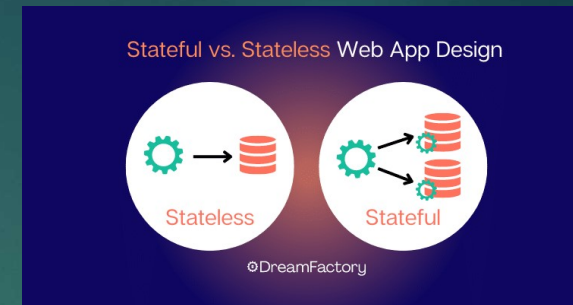 Stateful vs. Stateless Web App Design
Stateless
Stateful
DreamFactory